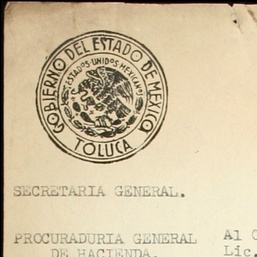 GOBIERNO DEL ESTADO DE MEXICO
ESTADOS UNIDOS MEXICANOS
TOLUCA
SECRETARIA GENERAL.
PROCURADURIA GENERAL Al
DE HACIENDA. Lic.